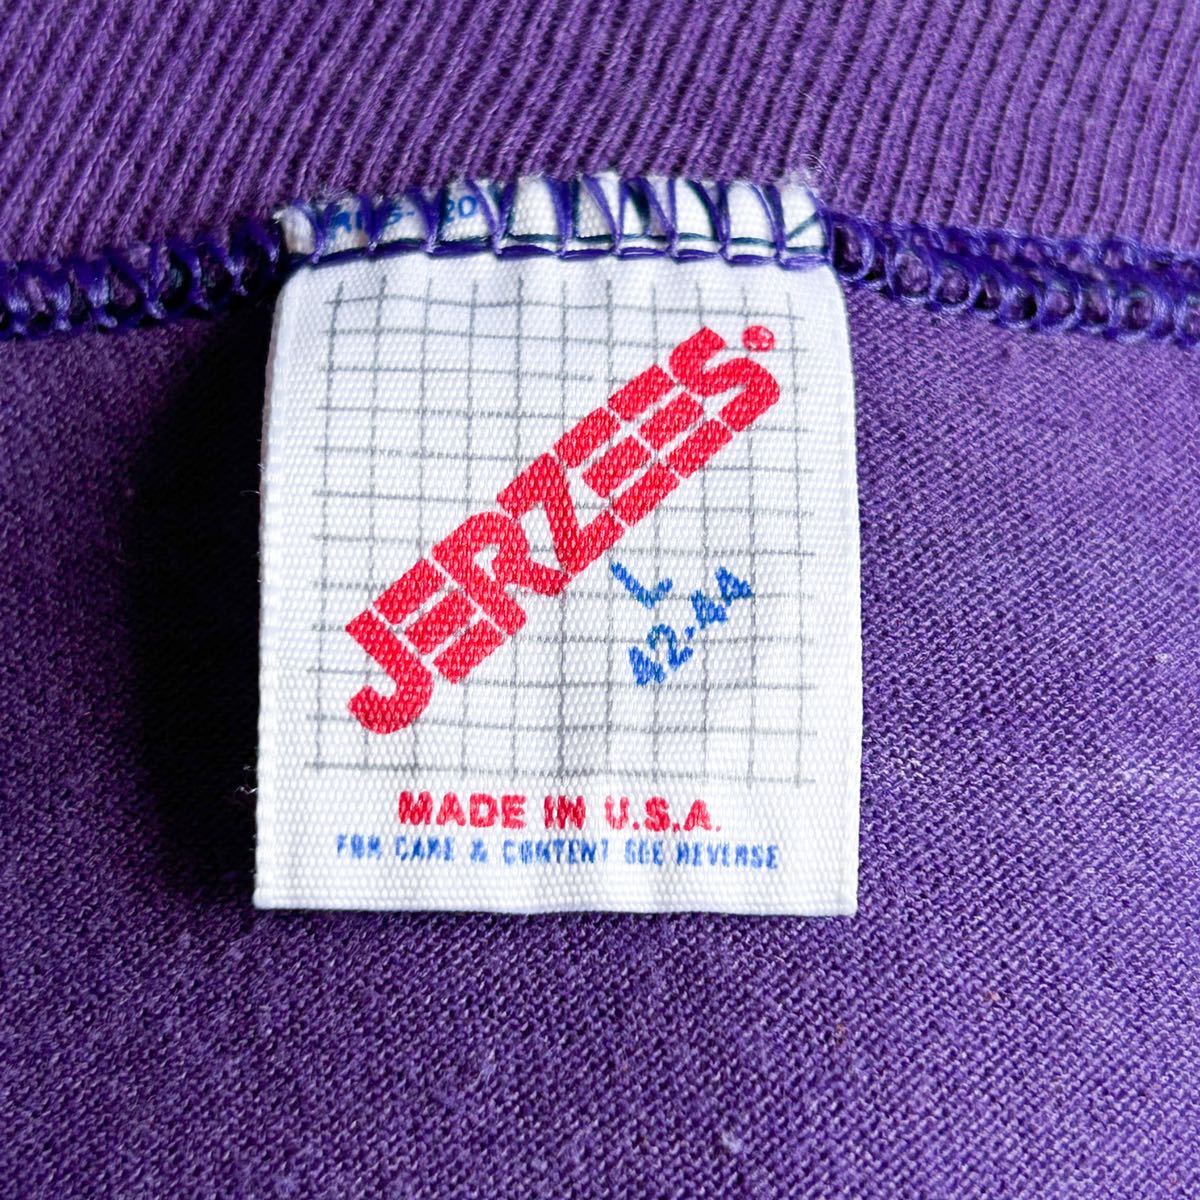 JERZEES®
L
42-44
MADE IN U.S.A.
FOR CARE & CONTENT SEE REVERSE